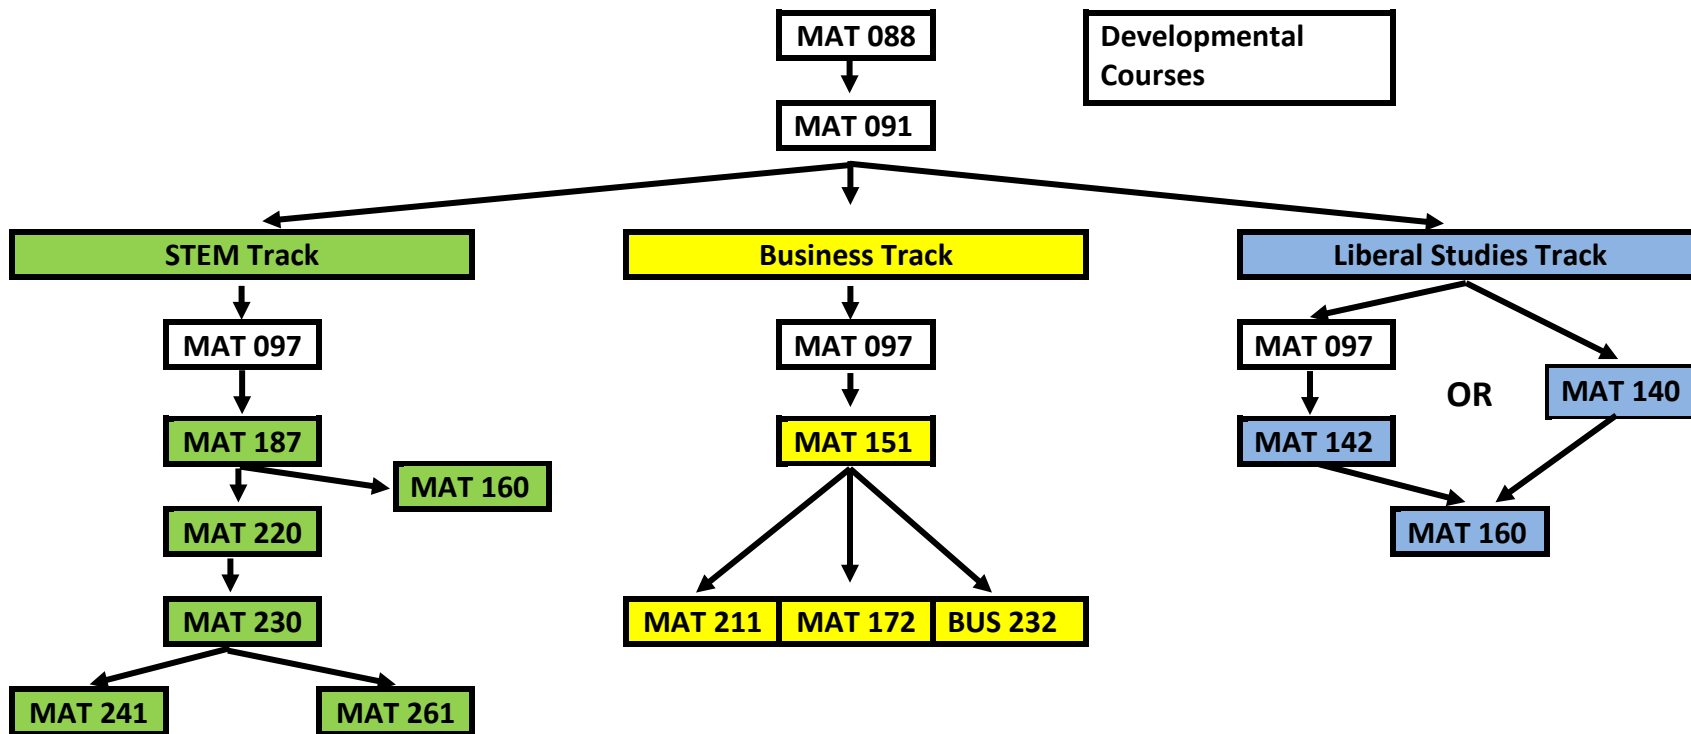 MAT 088
Developmental
Courses
MAT 091
STEM Track
Business Track
Liberal Studies Track
MAT 097
MAT 097
MAT 097
MAT 140
OR
MAT 187
MAT 151
MAT 142
MAT 160
MAT 220
MAT 160
MAT 230
MAT 211
MAT 172
BUS 232
MAT 241
MAT 261